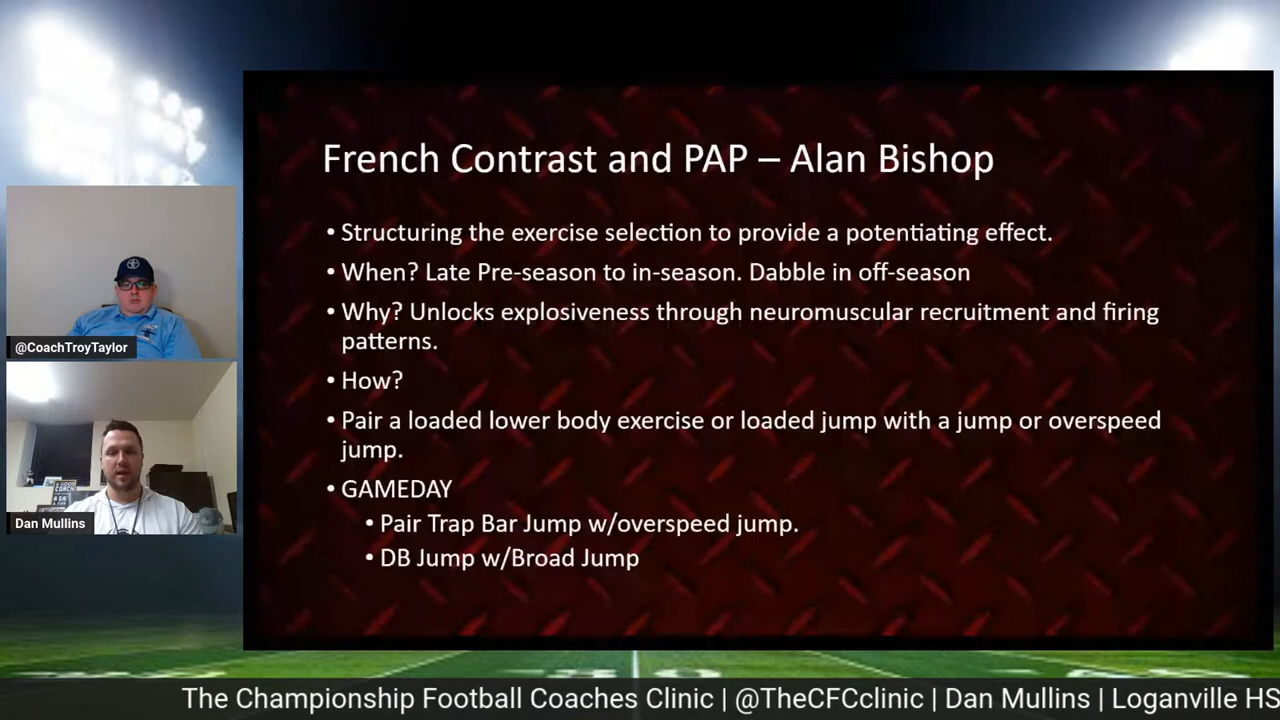 French Contrast and PAP – Alan Bishop
• Structuring the exercise selection to provide a potentiating effect.
• When? Late Pre-season to in-season. Dabble in off-season
• Why? Unlocks explosiveness through neuromuscular recruitment and firing
patterns.
• How?
• Pair a loaded lower body exercise or loaded jump with a jump or overspeed
jump.
• GAMEDAY
• Pair Trap Bar Jump w/overspeed jump.
• DB Jump w/Broad Jump
@CoachTroyTaylor
Dan Mullins
The Championship Football Coaches Clinic | @TheCFCclinic | Dan Mullins | Loganville HS